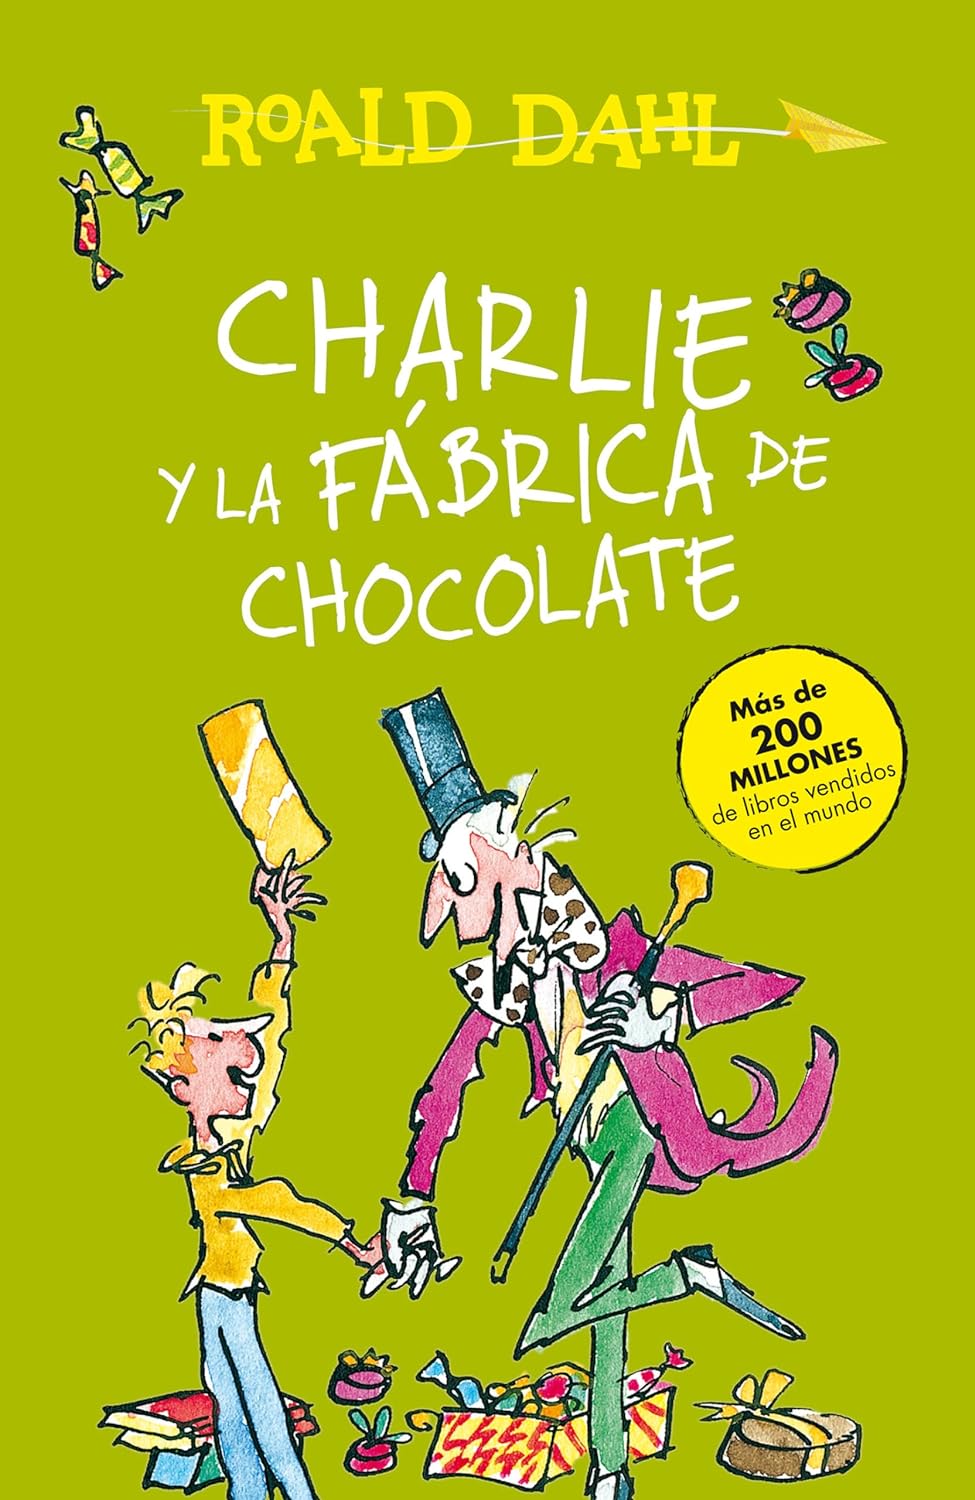 ROALD DAHL
CHARLIE
Y LA FÁBRICA DE
CHOCOLATE
Más de
200
MILLONES
de libros vendidos
en el mundo